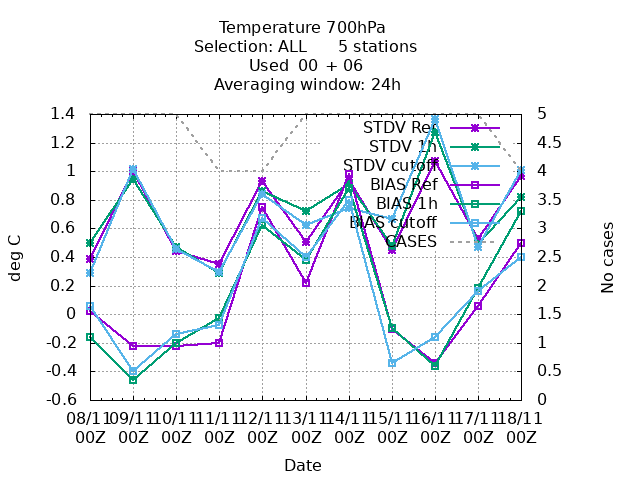 Temperature 700hPa
Selection: ALL 5 stations
Used 00 + 06
Averaging window: 24h
1.4
1.2
1
0.8
0.6
0.4
0.2
0
-0.2
-0.4
-0.6
deg C
5
4.5
4
3.5
3
2.5
2
1.5
1
0.5
0
No cases
STDV Ref
STDV 1h
STDV cutoff
BIAS Ref
BIAS 1h
BIAS cutoff
CASES
08/11 09/11 10/11 11/11 12/11 13/11 14/11 15/11 16/11 17/11 18/11
00Z 00Z 00Z 00Z 00Z 00Z 00Z 00Z 00Z 00Z 00Z
Date